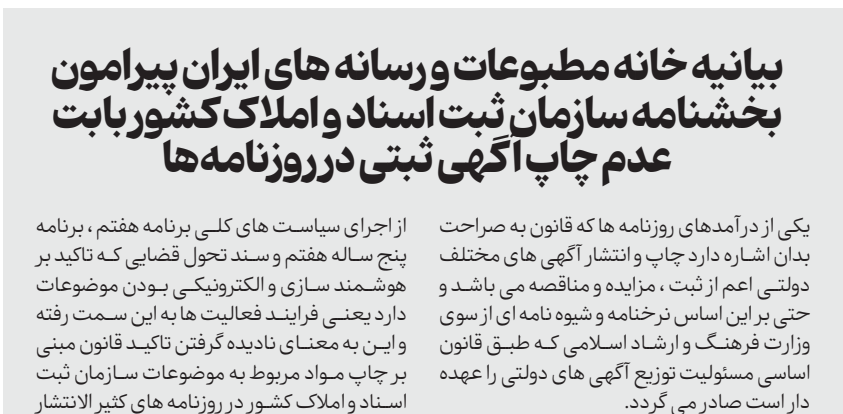 بیانیه خانه مطبوعات و رسانه های ایران پیرامون
بخشنامه سازمان ثبت اسناد و املاک کشور بابت
عدم چاپ آگهی ثبتی در روزنامه‌ها
یکی از درآمدهای روزنامه ها که قانون به صراحت
بدان اشاره دارد چاپ و انتشار آگهی های مختلف
دولتی اعم از ثبت ، مزایده و مناقصه می باشد و
حتی بر این اساس نرخنامه و شیوه نامه ای از سوی
وزارت فرهنگ و ارشاد اسلامی که طبق قانون
اساسی مسئولیت توزیع آگهی های دولتی را عهده
دار است صادر می گردد.
از اجرای سیاست های کلی برنامه هفتم ، برنامه
پنج ساله هفتم و سند تحول قضایی که تاکید بر
هوشمند سازی و الکترونیکی بودن موضوعات
دارد یعنی فرایند فعالیت ها به این سمت رفته
و این به معنای نادیده گرفتن تاکید قانون مبنی
بر چاپ مواد مربوط به موضوعات سازمان ثبت
اسناد و املاک کشور در روزنامه های کثیر الانتشار